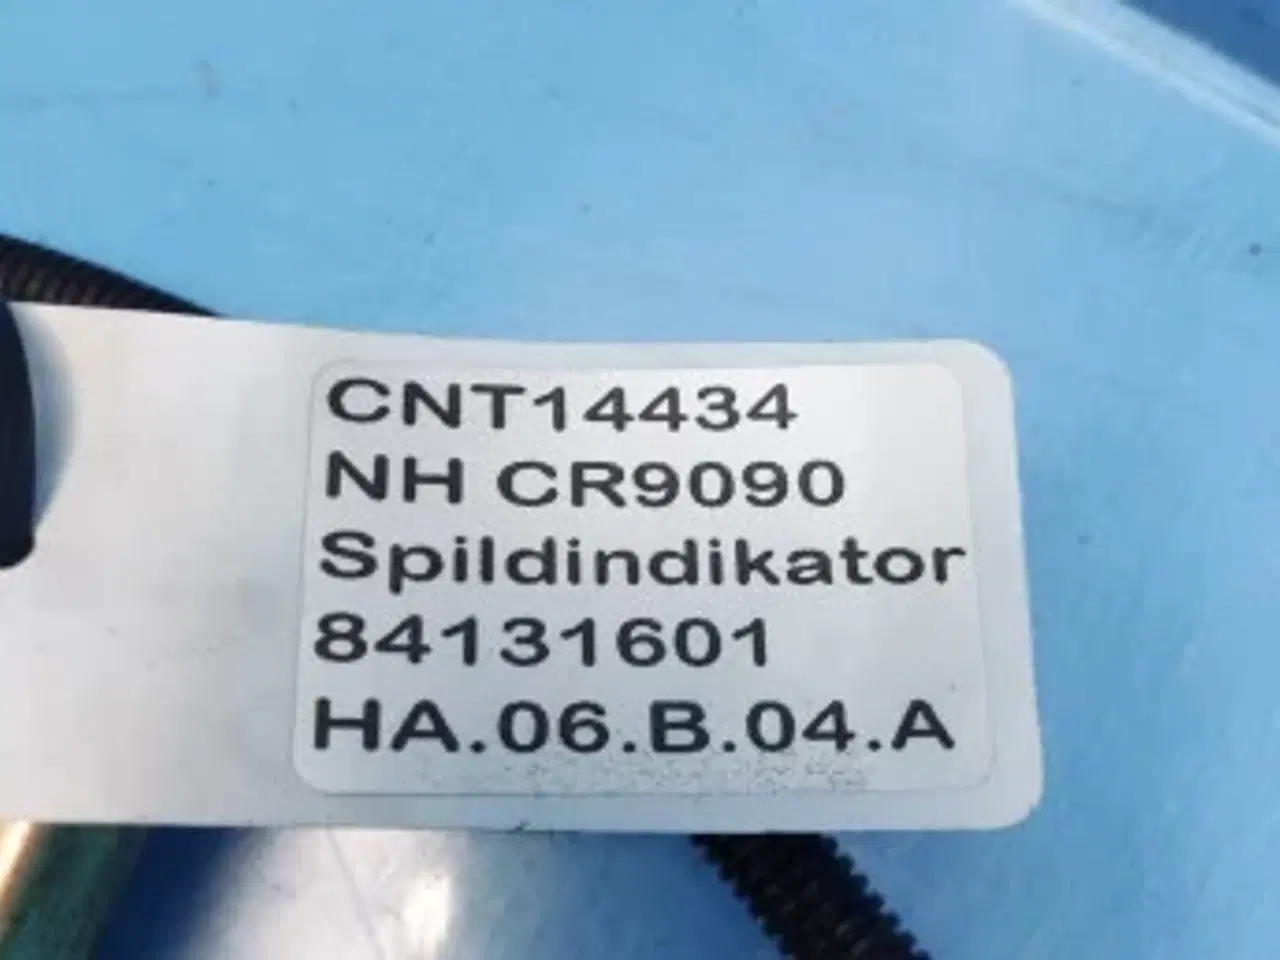 CNT14434
NH CR9090
Spildindikator
84131601
HA.06.B.04.A